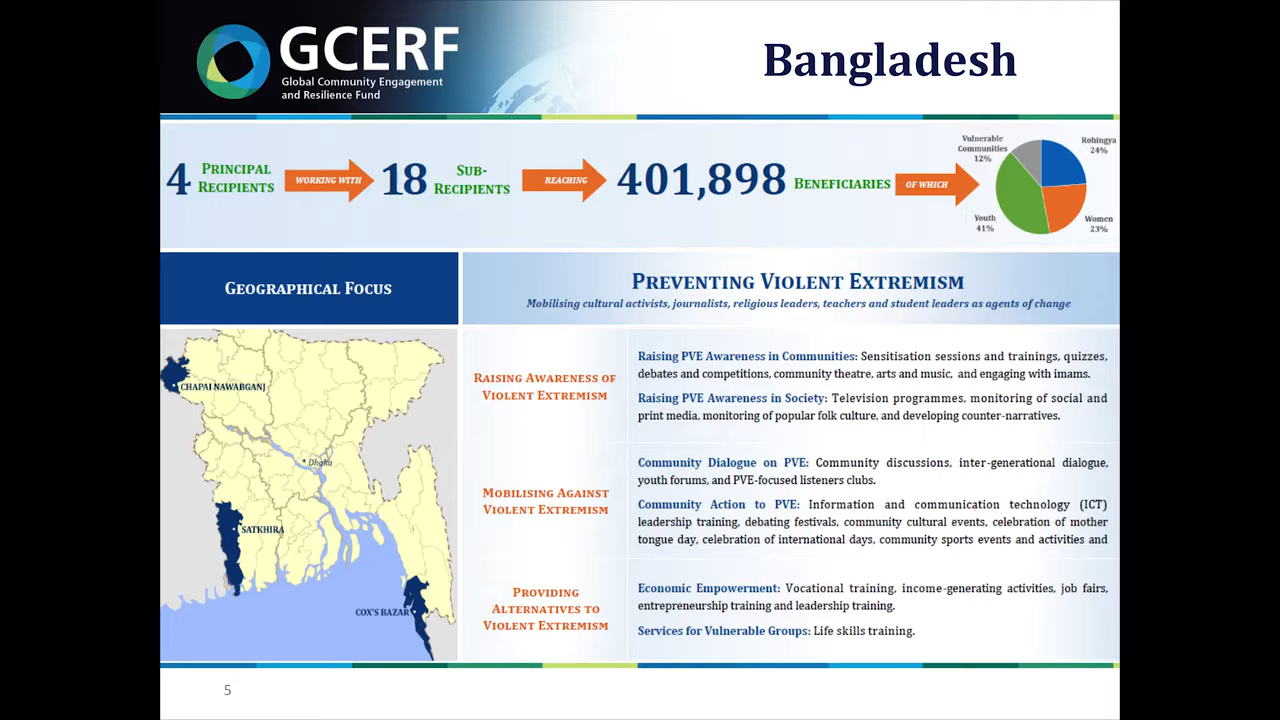 GCERF
Global Community Engagement
and Resilience Fund
Bangladesh
4 PRINCIPAL
RECIPIENTS
WORKING WITH
18 SUB-
RECIPIENTS
REACHING
401,898 BENEFICIARIES
OF WHICH
Vulnerable
Communities
12%
Rohingya
24%
Youth
41%
Women
23%
GEOGRAPHICAL FOCUS
PREVENTING VIOLENT EXTREMISM
Mobilising cultural activists, journalists, religious leaders, teachers and student leaders as agents of change
CHAPAI NAWABGANJ
* Dhaka
SATKHIRA
COX'S BAZAR
RAISING AWARENESS OF
VIOLENT EXTREMISM
Raising PVE Awareness in Communities: Sensitisation sessions and trainings, quizzes,
debates and competitions, community theatre, arts and music, and engaging with imams.
Raising PVE Awareness in Society: Television programmes, monitoring of social and
print media, monitoring of popular folk culture, and developing counter-narratives.
MOBILISING AGAINST
VIOLENT EXTREMISM
Community Dialogue on PVE: Community discussions, inter-generational dialogue,
youth forums, and PVE-focused listeners clubs.
Community Action to PVE: Information and communication technology (ICT)
leadership training, debating festivals, community cultural events, celebration of mother
tongue day, celebration of international days, community sports events and activities and
PROVIDING
ALTERNATIVES TO
VIOLENT EXTREMISM
Economic Empowerment: Vocational training, income-generating activities, job fairs,
entrepreneurship training and leadership training.
Services for Vulnerable Groups: Life skills training.
5